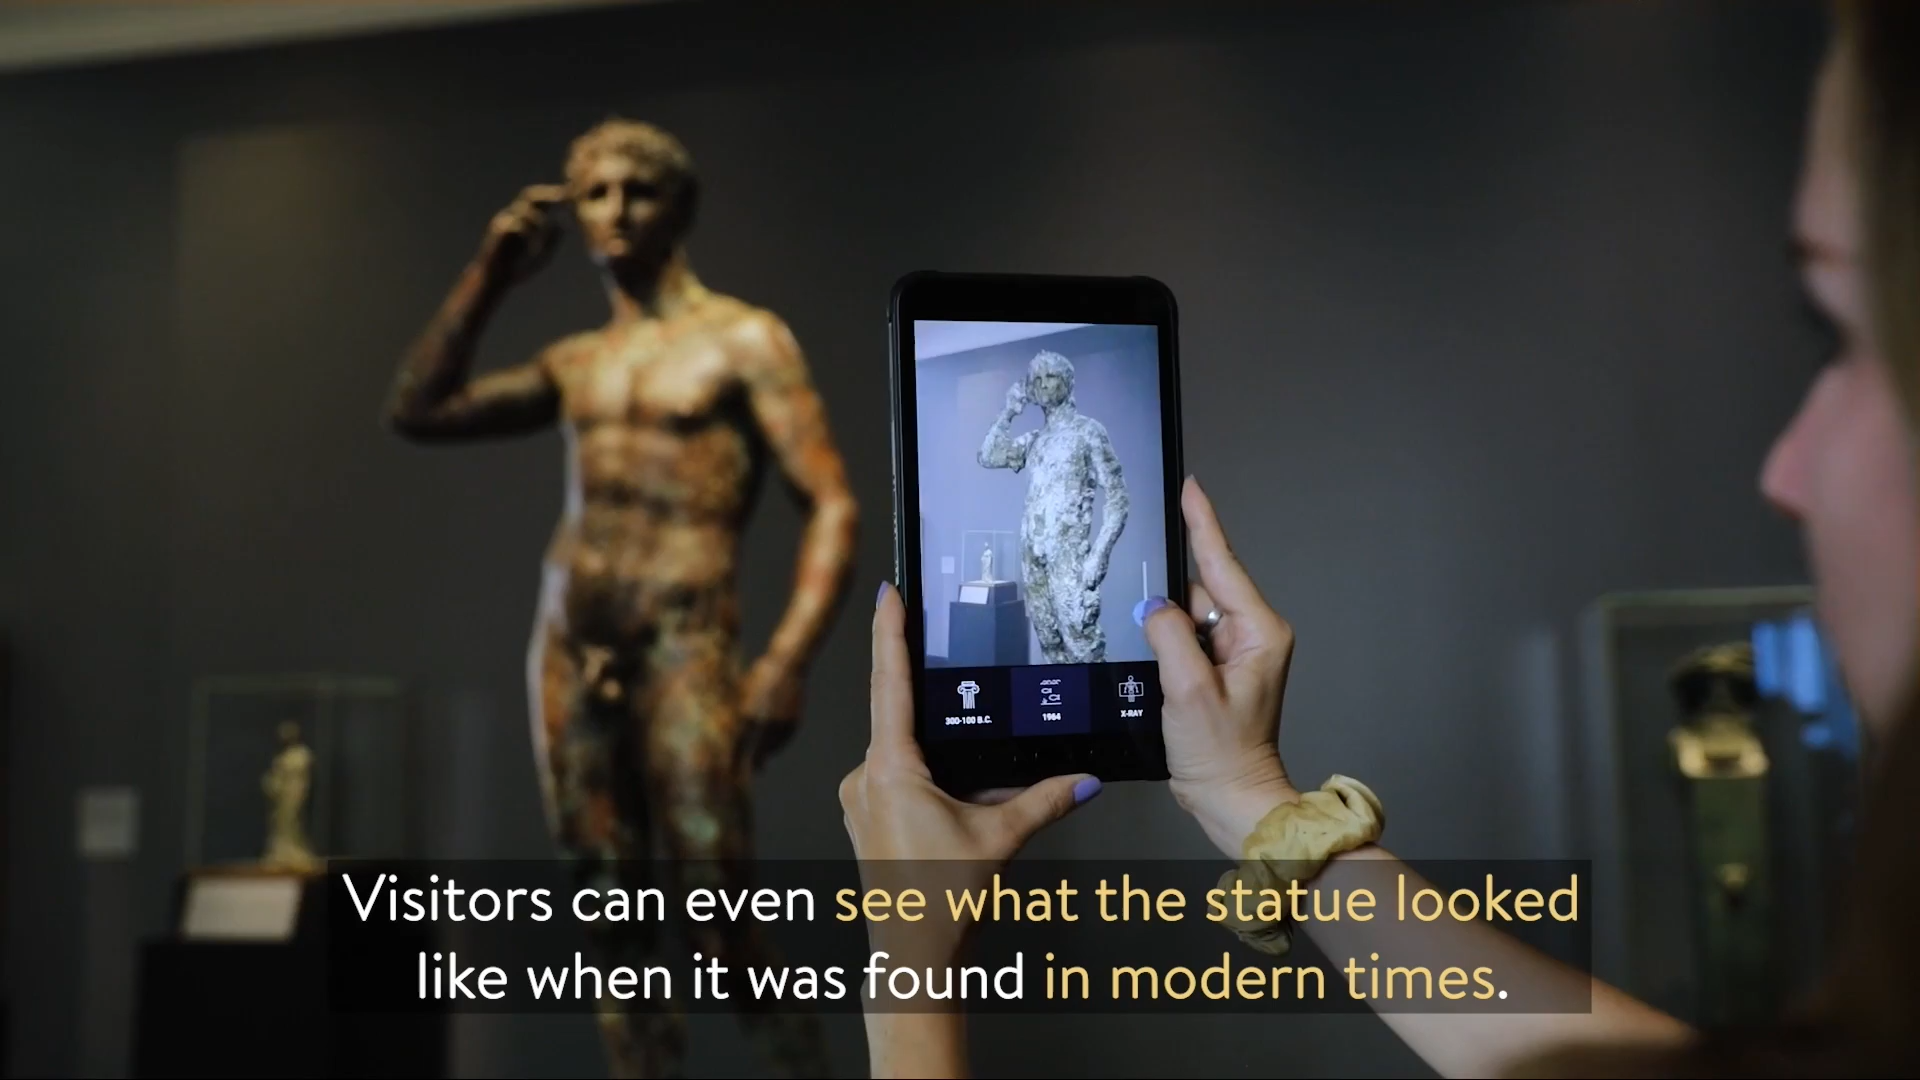 300-100 B.C.
1964
X-RAY
Visitors can even see what the statue looked
like when it was found in modern times.